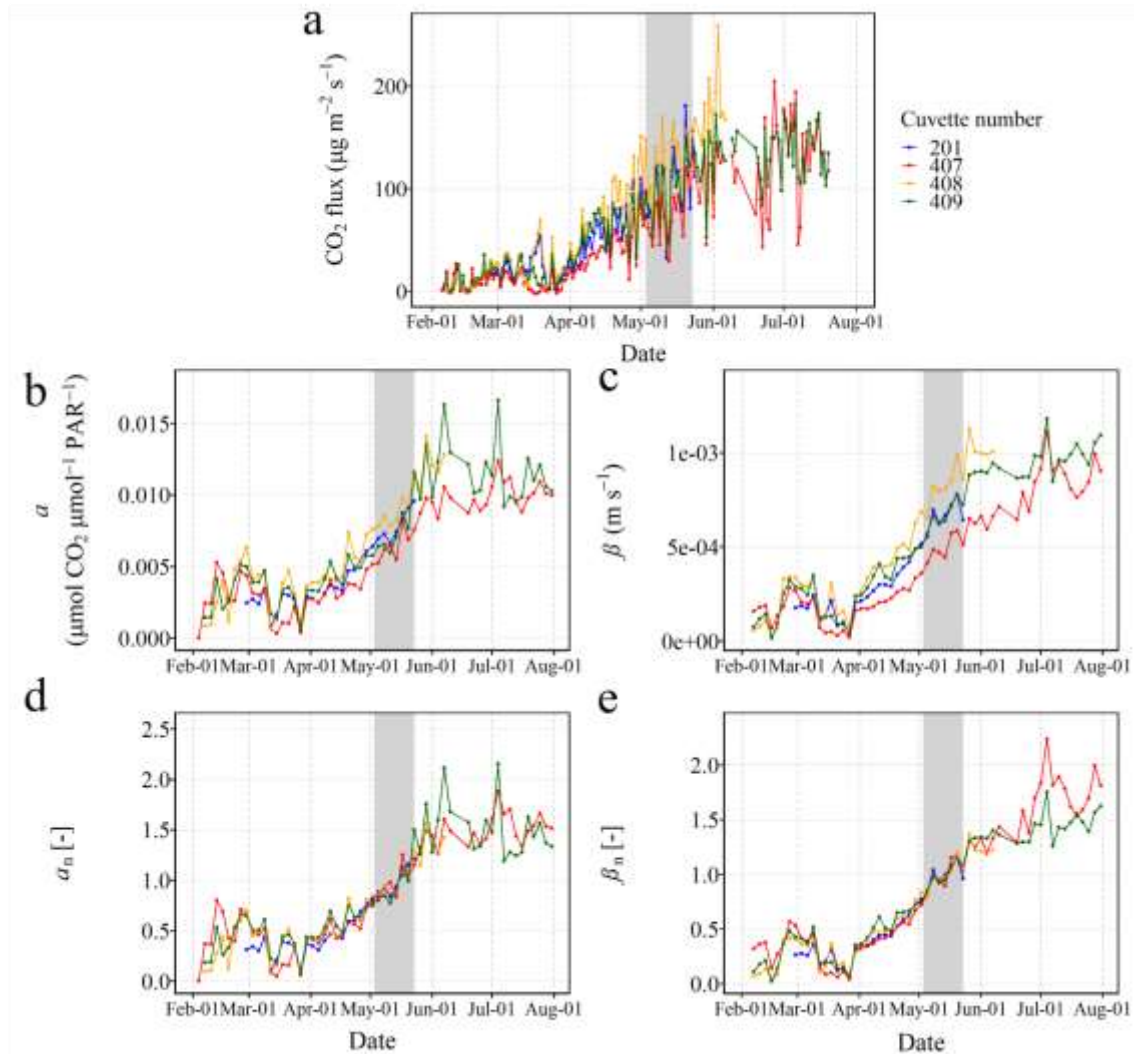 a
CO₂ flux (µg m⁻² s⁻¹)
200
100
0
Feb-01 Mar-01 Apr-01 May-01 Jun-01 Jul-01 Aug-01
Date
Cuvette number
201
407
408
409
b
a
(µmol CO₂ µmol⁻¹ PAR⁻¹)
0.015
0.010
0.005
0.000
Feb-01 Mar-01 Apr-01 May-01 Jun-01 Jul-01 Aug-01
c
β (m s⁻¹)
1e-03
5e-04
0e+00
Feb-01 Mar-01 Apr-01 May-01 Jun-01 Jul-01 Aug-01
d
aₙ [-]
2.5
2.0
1.5
1.0
0.5
0.0
Feb-01 Mar-01 Apr-01 May-01 Jun-01 Jul-01 Aug-01
Date
e
βₙ [-]
2.0
1.5
1.0
0.5
0.0
Feb-01 Mar-01 Apr-01 May-01 Jun-01 Jul-01 Aug-01
Date